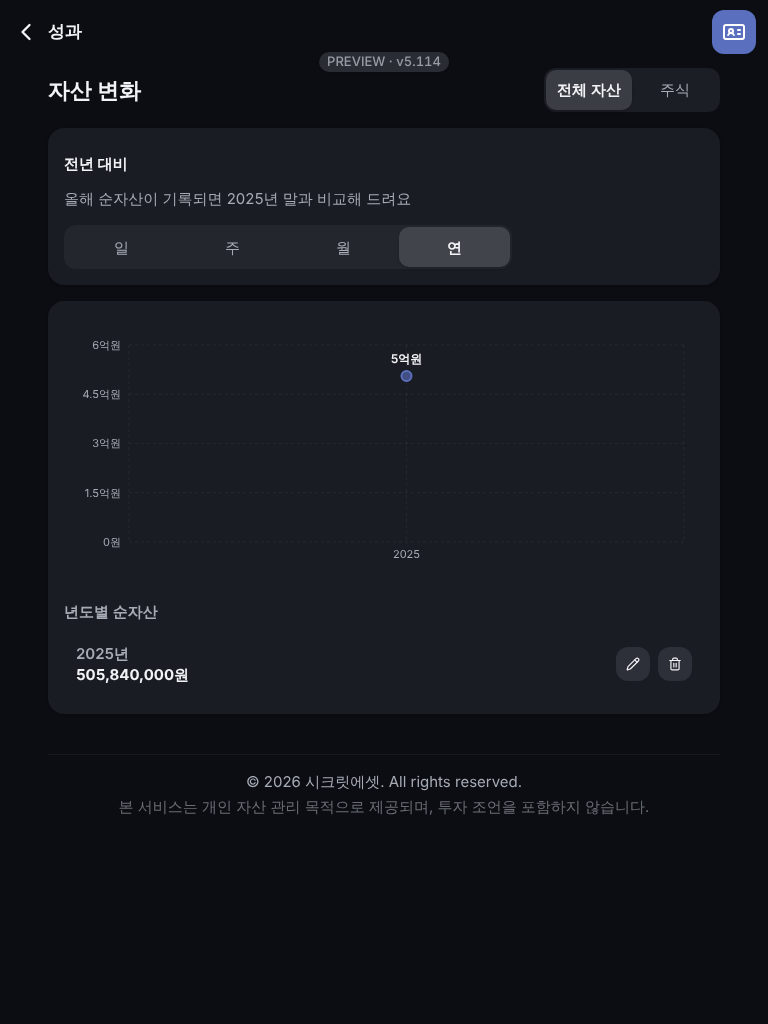 성과
PREVIEW · v5.114
자산 변화
전체 자산 주식
전년 대비
올해 순자산이 기록되면 2025년 말과 비교해 드려요
일 주 월 연
6억원
5억원
4.5억원
3억원
1.5억원
0원
2025
년도별 순자산
2025년
505,840,000원
© 2026 시크릿에셋. All rights reserved.
본 서비스는 개인 자산 관리 목적으로 제공되며, 투자 조언을 포함하지 않습니다.